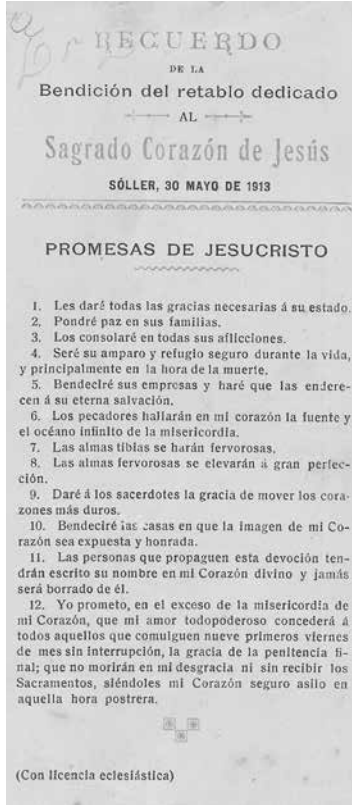 RECUERDO
DE LA
Bendición del retablo dedicado
AL
Sagrado Corazón de Jesús
SÓLLER, 30 MAYO DE 1913
PROMESAS DE JESUCRISTO
1. Les daré todas las gracias necesarias á su estado.
2. Pondré paz en sus familias.
3. Los consolaré en todas sus aflicciones.
4. Seré su amparo y refugio seguro durante la vida,
y principalmente en la hora de la muerte.
5. Bendeciré sus empresas y haré que las endere-
cen á su eterna salvación.
6. Los pecadores hallarán en mi corazón la fuente y
el océano infinito de la misericordia.
7. Las almas tibias se harán fervorosas.
8. Las almas fervorosas se elevarán á gran perfec-
ción.
9. Daré á los sacerdotes la gracia de mover los cora-
zones más duros.
10. Bendeciré las casas en que la imagen de mi Co-
razón sea expuesta y honrada.
11. Las personas que propaguen esta devoción ten-
drán escrito su nombre en mi Corazón divino y jamás
será borrado de él.
12. Yo prometo, en el exceso de la misericordia de
mi Corazón, que mi amor todopoderoso concederá á
todos aquellos que comulguen nueve primeros viernes
de mes sin interrupción, la gracia de la penitencia fi-
nal; que no morirán en mi desgracia ni sin recibir los
Sacramentos, siéndoles mi Corazón seguro asilo en
aquella hora postrera.
(Con licencia eclesiástica)